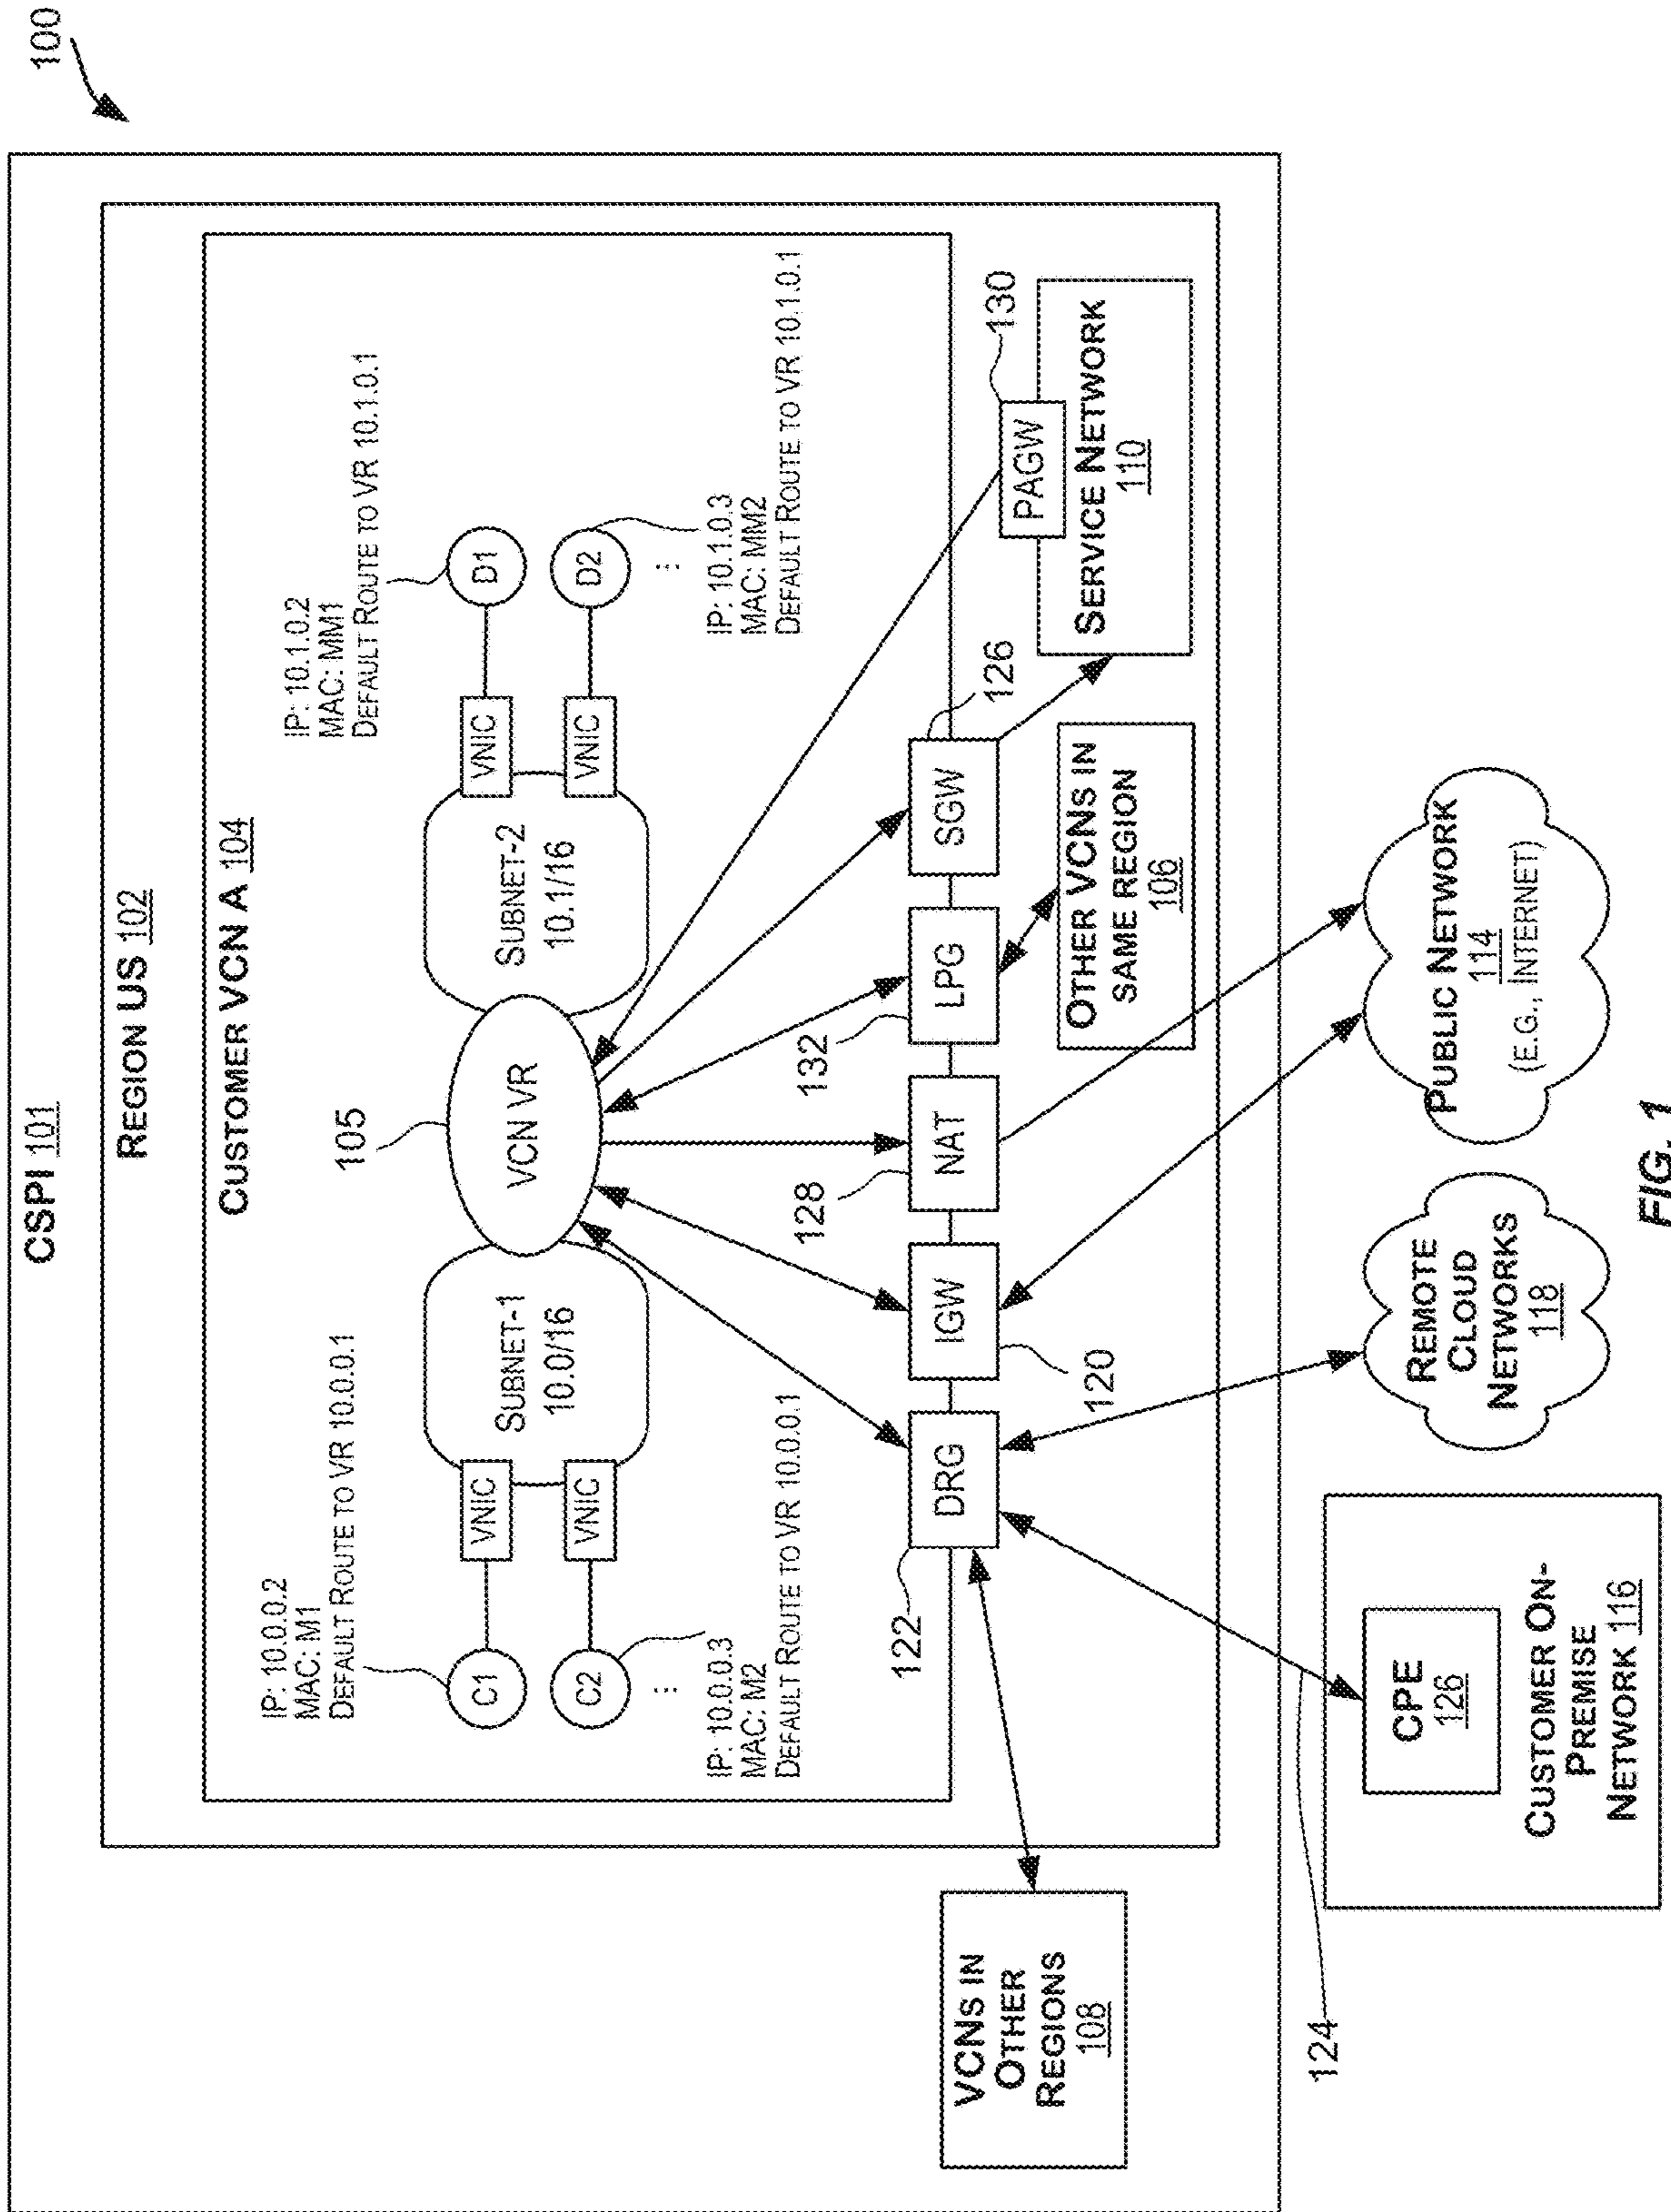 100
CSPI 101
REGION US 102
CUSTOMER VCN A 104
IP: 10.0.0.2
MAC: M1
DEFAULT ROUTE TO VR 10.0.0.1
C1
VNIC
C2
VNIC
⋮
IP: 10.0.0.3
MAC: M2
DEFAULT ROUTE TO VR 10.0.0.1
SUBNET-1
10.0/16
105
VCN VR
SUBNET-2
10.1/16
IP: 10.1.0.2
MAC: MM1
DEFAULT ROUTE TO VR 10.1.0.1
VNIC
D1
VNIC
D2
⋮
IP: 10.1.0.3
MAC: MM2
DEFAULT ROUTE TO VR 10.1.0.1
122
DRG
IGW
120
128
NAT
132
LPG
SGW
126
PAGW
130
SERVICE NETWORK
110
OTHER VCNS IN
SAME REGION
106
VCNS IN
OTHER
REGIONS
108
124
CPE
126
CUSTOMER ON-
PREMISE
NETWORK 116
REMOTE
CLOUD
NETWORKS
118
PUBLIC NETWORK
114
(E.G., INTERNET)
FIG. 1